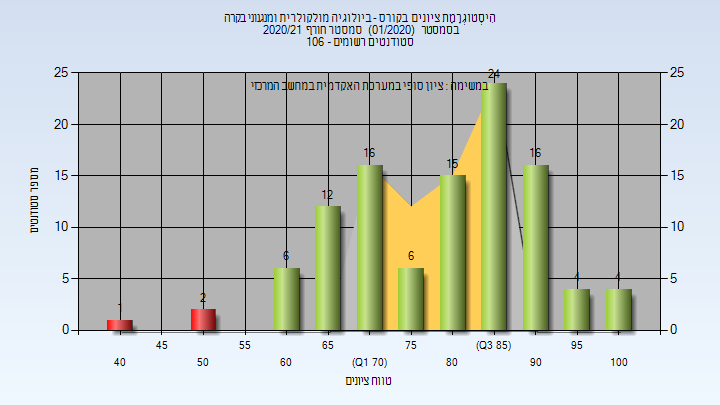 היסְטוֹגְרָמַת ציונים בקורס - ביולוגיה מולקולרית ומנגנוני בקרה
בסמסטר (01/2020) סמסטר חורף 2020/21
סטודנטים רשומים - 106
במשימה : ציון סופי במערכת האקדמית במחשב המרכזי
מספר סטודנטים
25 25
20 20
15 15
10 10
5 5
0 0
1 2 6 12 16 6 15 24 16 4 4
45 55 65 75 (Q3 85) 95
40 50 60 (Q1 70) 80 90 100
טווח ציונים